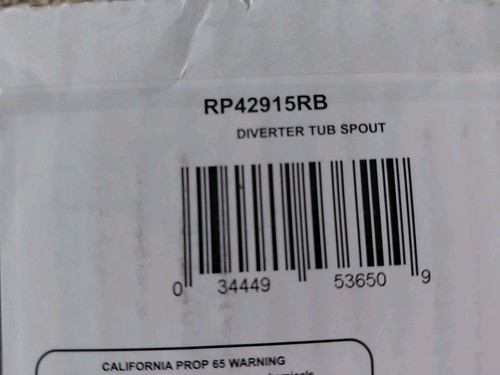 RP42915RB
DIVERTER TUB SPOUT
0 34449 53650 9
CALIFORNIA PROP 65 WARNING